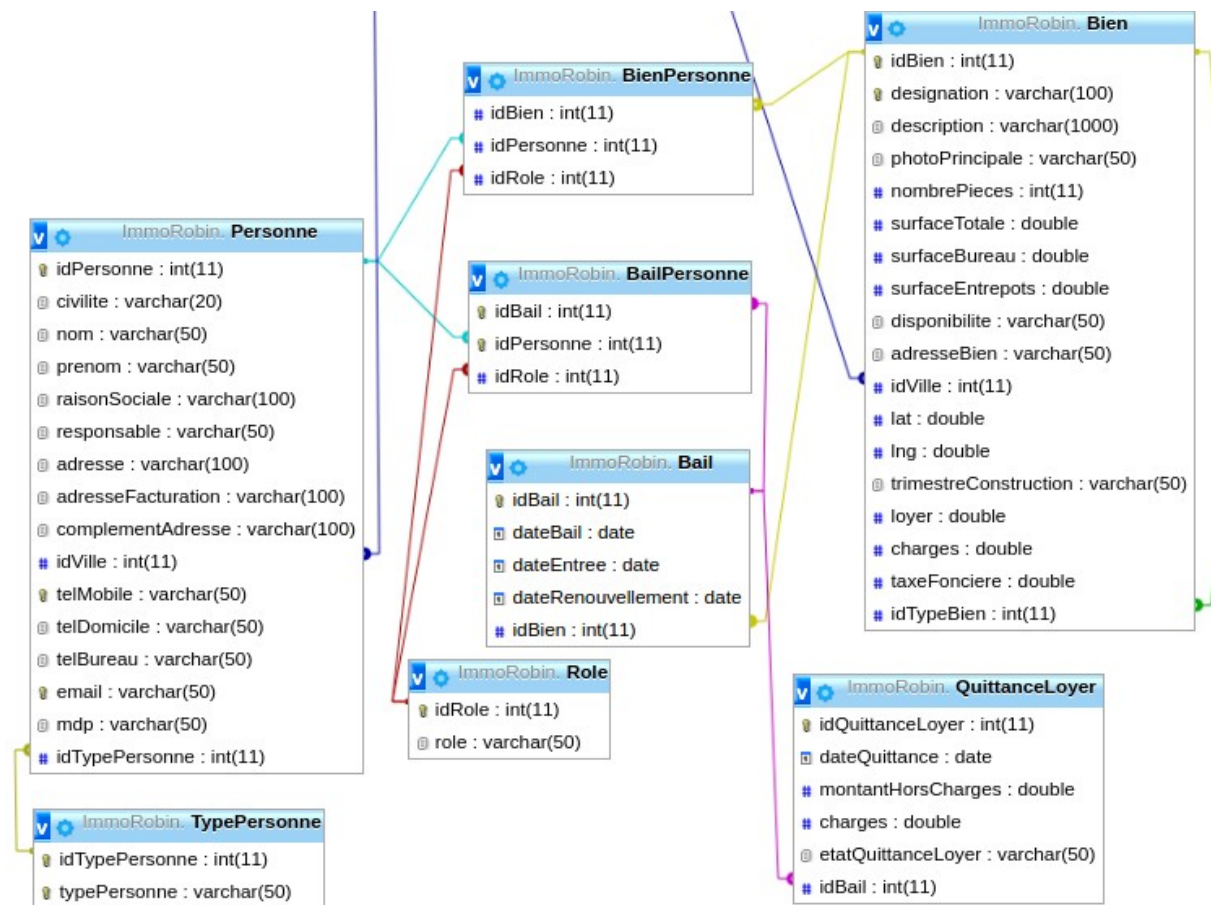 ImmoRobin. Bien
idBien : int(11)
designation : varchar(100)
description : varchar(1000)
photoPrincipale : varchar(50)
nombrePieces : int(11)
surfaceTotale : double
surfaceBureau : double
surfaceEntrepots : double
disponibilite : varchar(50)
adresseBien : varchar(50)
idVille : int(11)
lat : double
lng : double
trimestreConstruction : varchar(50)
loyer : double
charges : double
taxeFonciere : double
idTypeBien : int(11)
ImmoRobin. BienPersonne
idBien : int(11)
idPersonne : int(11)
idRole : int(11)
ImmoRobin. Personne
idPersonne : int(11)
civilite : varchar(20)
nom : varchar(50)
prenom : varchar(50)
raisonSociale : varchar(100)
responsable : varchar(50)
adresse : varchar(100)
adresseFacturation : varchar(100)
complementAdresse : varchar(100)
idVille : int(11)
telMobile : varchar(50)
telDomicile : varchar(50)
telBureau : varchar(50)
email : varchar(50)
mdp : varchar(50)
idTypePersonne : int(11)
ImmoRobin. BailPersonne
idBail : int(11)
idPersonne : int(11)
idRole : int(11)
ImmoRobin. Bail
idBail : int(11)
dateBail : date
dateEntree : date
dateRenouvellement : date
idBien : int(11)
ImmoRobin. Role
idRole : int(11)
role : varchar(50)
ImmoRobin. QuittanceLoyer
idQuittanceLoyer : int(11)
dateQuittance : date
montantHorsCharges : double
charges : double
etatQuittanceLoyer : varchar(50)
idBail : int(11)
ImmoRobin. TypePersonne
idTypePersonne : int(11)
typePersonne : varchar(50)